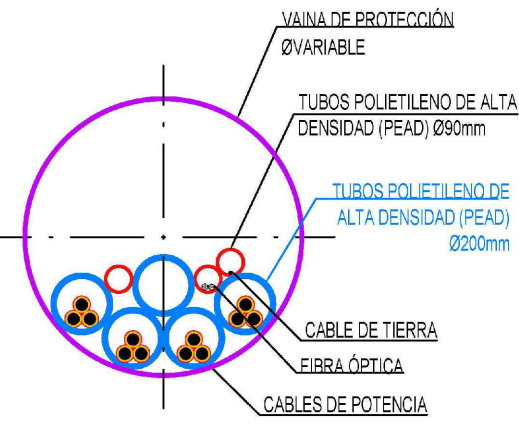 VAINA DE PROTECCIÓN
ØVARIABLE
TUBOS POLIETILENO DE ALTA
DENSIDAD (PEAD) Ø90mm
TUBOS POLIETILENO DE
ALTA DENSIDAD (PEAD)
Ø200mm
CABLE DE TIERRA
FIBRA ÓPTICA
CABLES DE POTENCIA